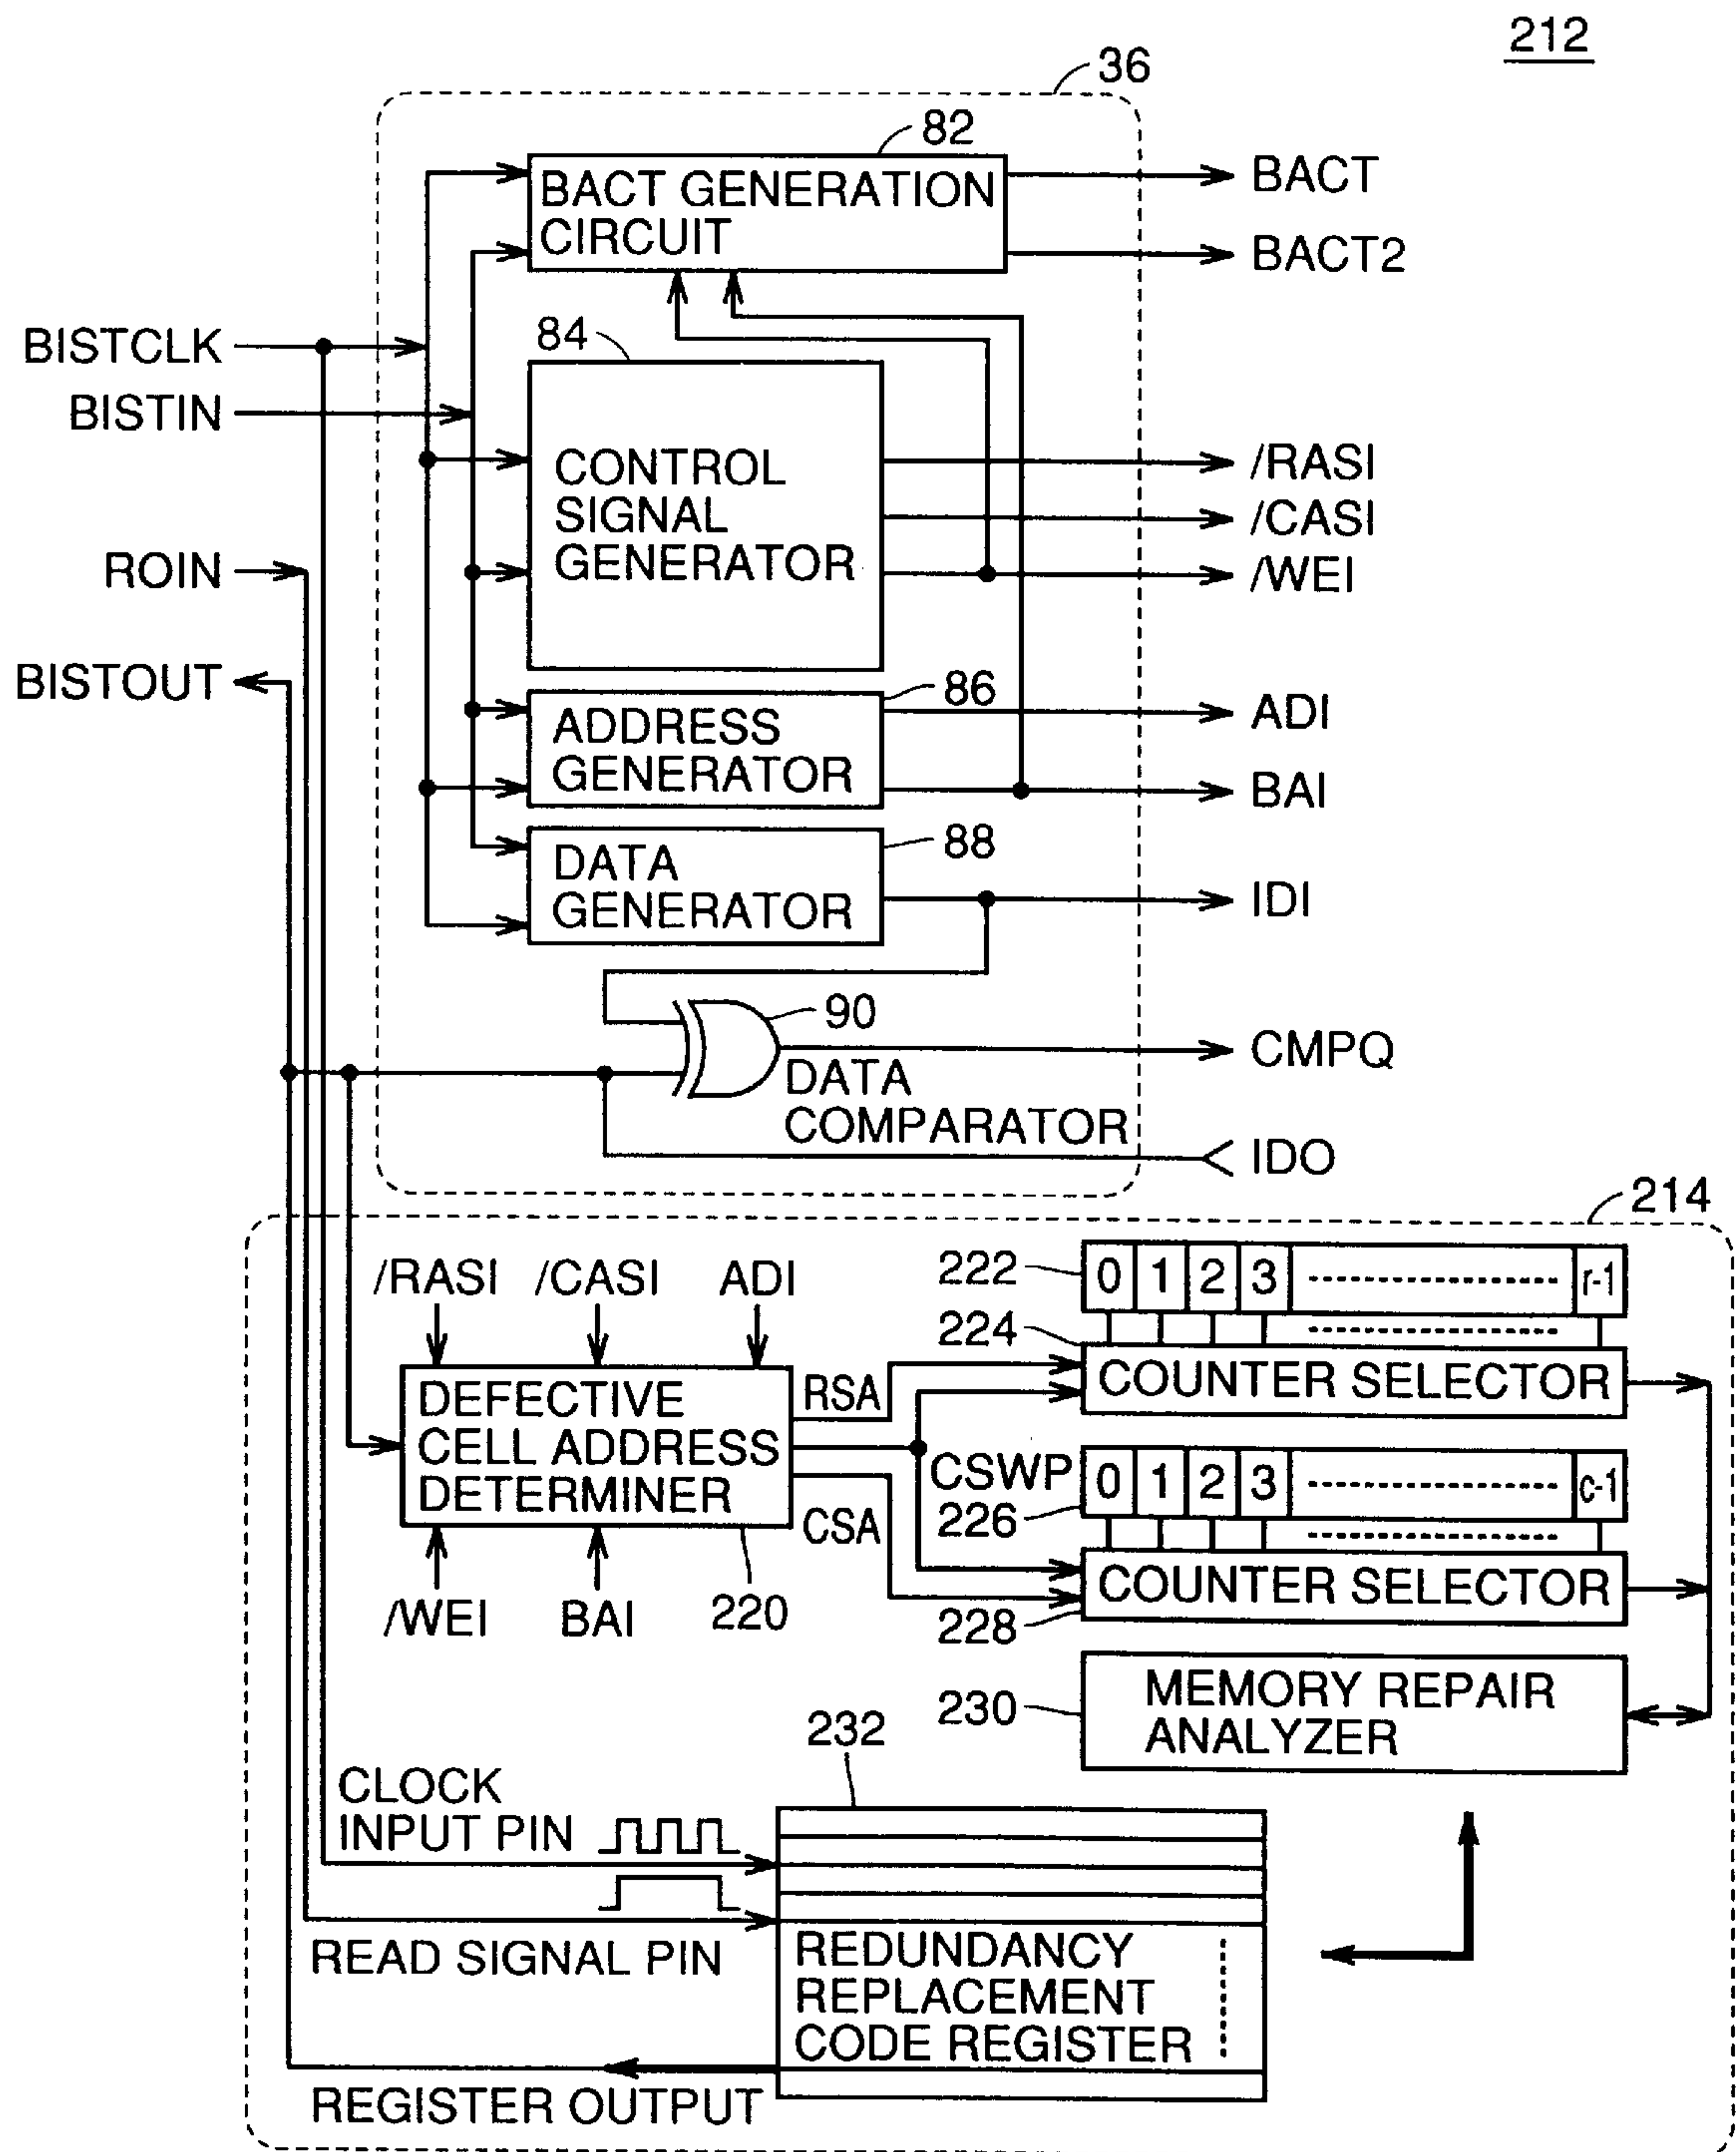 212
36
82
BACT GENERATION
CIRCUIT
BACT
BACT2
BISTCLK
84
BISTIN
CONTROL
SIGNAL
GENERATOR
/RASI
/CASI
/WEI
ROIN
BISTOUT
86
ADDRESS
GENERATOR
ADI
BAI
88
DATA
GENERATOR
IDI
90
CMPQ
DATA
COMPARATOR
IDO
214
/RASI
/CASI
ADI
222
0 1 2 3 r-1
224
COUNTER SELECTOR
RSA
DEFECTIVE
CELL ADDRESS
DETERMINER
CSWP
226
0 1 2 3 c-1
CSA
COUNTER SELECTOR
228
/WEI
BAI
220
230
MEMORY REPAIR
ANALYZER
232
CLOCK
INPUT PIN
READ SIGNAL PIN
REDUNDANCY
REPLACEMENT
CODE REGISTER
REGISTER OUTPUT